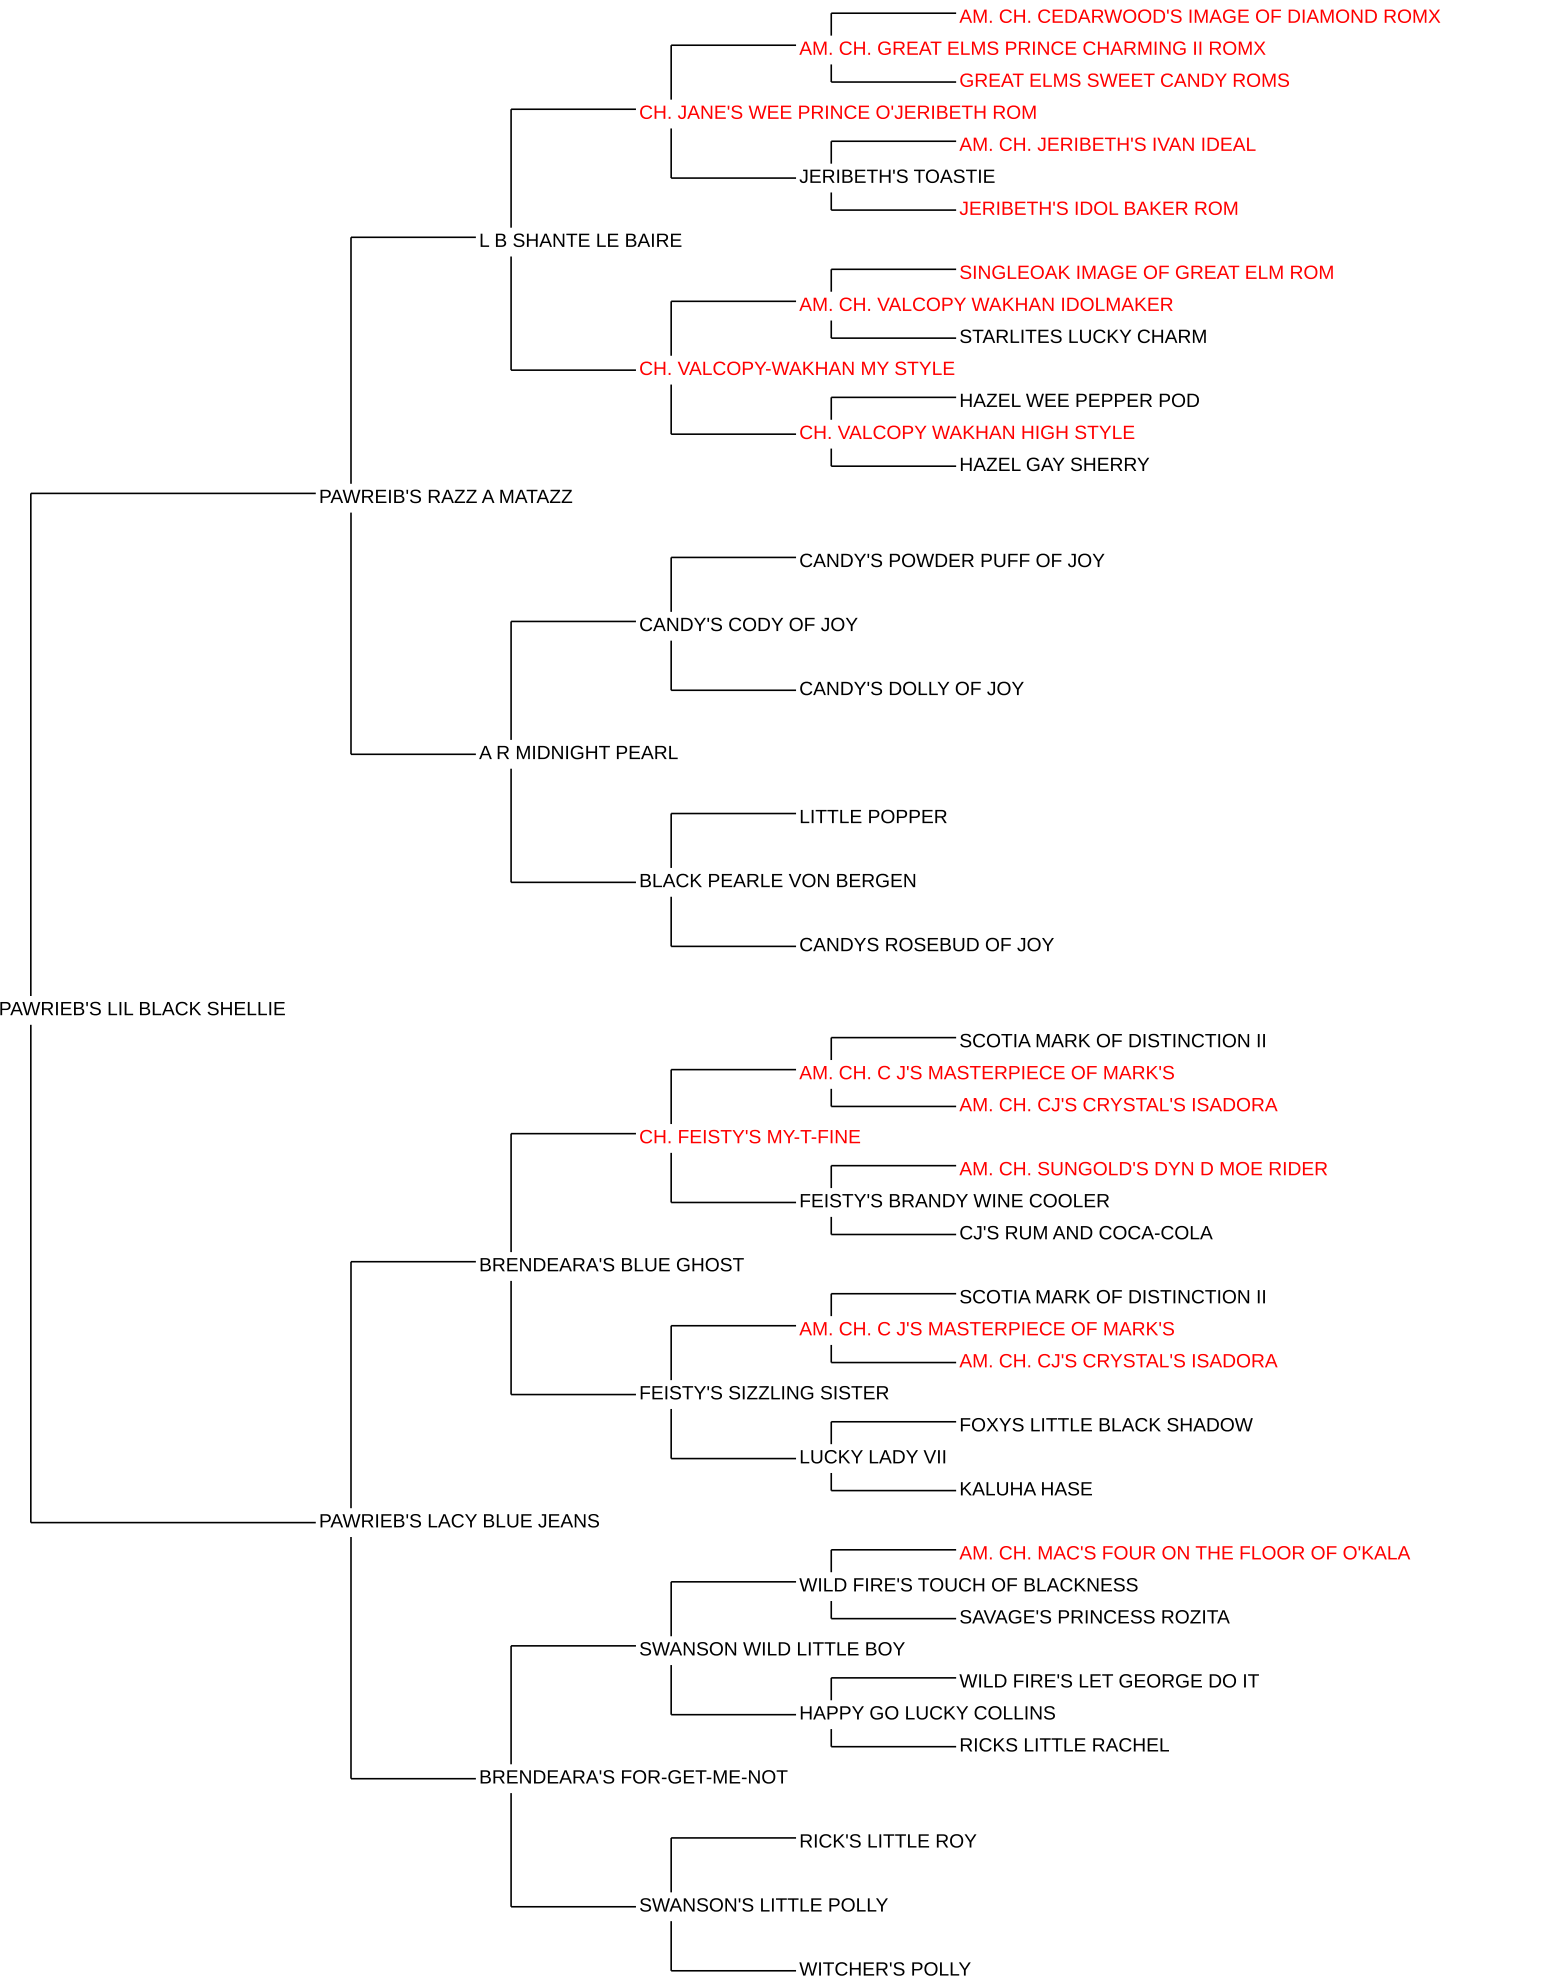 AM. CH. CEDARWOOD'S IMAGE OF DIAMOND ROMX
AM. CH. GREAT ELMS PRINCE CHARMING II ROMX
GREAT ELMS SWEET CANDY ROMS
CH. JANE'S WEE PRINCE O'JERIBETH ROM
AM. CH. JERIBETH'S IVAN IDEAL
JERIBETH'S TOASTIE
JERIBETH'S IDOL BAKER ROM
L B SHANTE LE BAIRE
SINGLEOAK IMAGE OF GREAT ELM ROM
AM. CH. VALCOPY WAKHAN IDOLMAKER
STARLITES LUCKY CHARM
CH. VALCOPY-WAKHAN MY STYLE
HAZEL WEE PEPPER POD
CH. VALCOPY WAKHAN HIGH STYLE
HAZEL GAY SHERRY
PAWREIB'S RAZZ A MATAZZ
CANDY'S POWDER PUFF OF JOY
CANDY'S CODY OF JOY
CANDY'S DOLLY OF JOY
A R MIDNIGHT PEARL
LITTLE POPPER
BLACK PEARLE VON BERGEN
CANDYS ROSEBUD OF JOY
PAWRIEB'S LIL BLACK SHELLIE
SCOTIA MARK OF DISTINCTION II
AM. CH. C J'S MASTERPIECE OF MARK'S
AM. CH. CJ'S CRYSTAL'S ISADORA
CH. FEISTY'S MY-T-FINE
AM. CH. SUNGOLD'S DYN D MOE RIDER
FEISTY'S BRANDY WINE COOLER
CJ'S RUM AND COCA-COLA
BRENDEARA'S BLUE GHOST
SCOTIA MARK OF DISTINCTION II
AM. CH. C J'S MASTERPIECE OF MARK'S
AM. CH. CJ'S CRYSTAL'S ISADORA
FEISTY'S SIZZLING SISTER
FOXYS LITTLE BLACK SHADOW
LUCKY LADY VII
KALUHA HASE
PAWRIEB'S LACY BLUE JEANS
AM. CH. MAC'S FOUR ON THE FLOOR OF O'KALA
WILD FIRE'S TOUCH OF BLACKNESS
SAVAGE'S PRINCESS ROZITA
SWANSON WILD LITTLE BOY
WILD FIRE'S LET GEORGE DO IT
HAPPY GO LUCKY COLLINS
RICKS LITTLE RACHEL
BRENDEARA'S FOR-GET-ME-NOT
RICK'S LITTLE ROY
SWANSON'S LITTLE POLLY
WITCHER'S POLLY